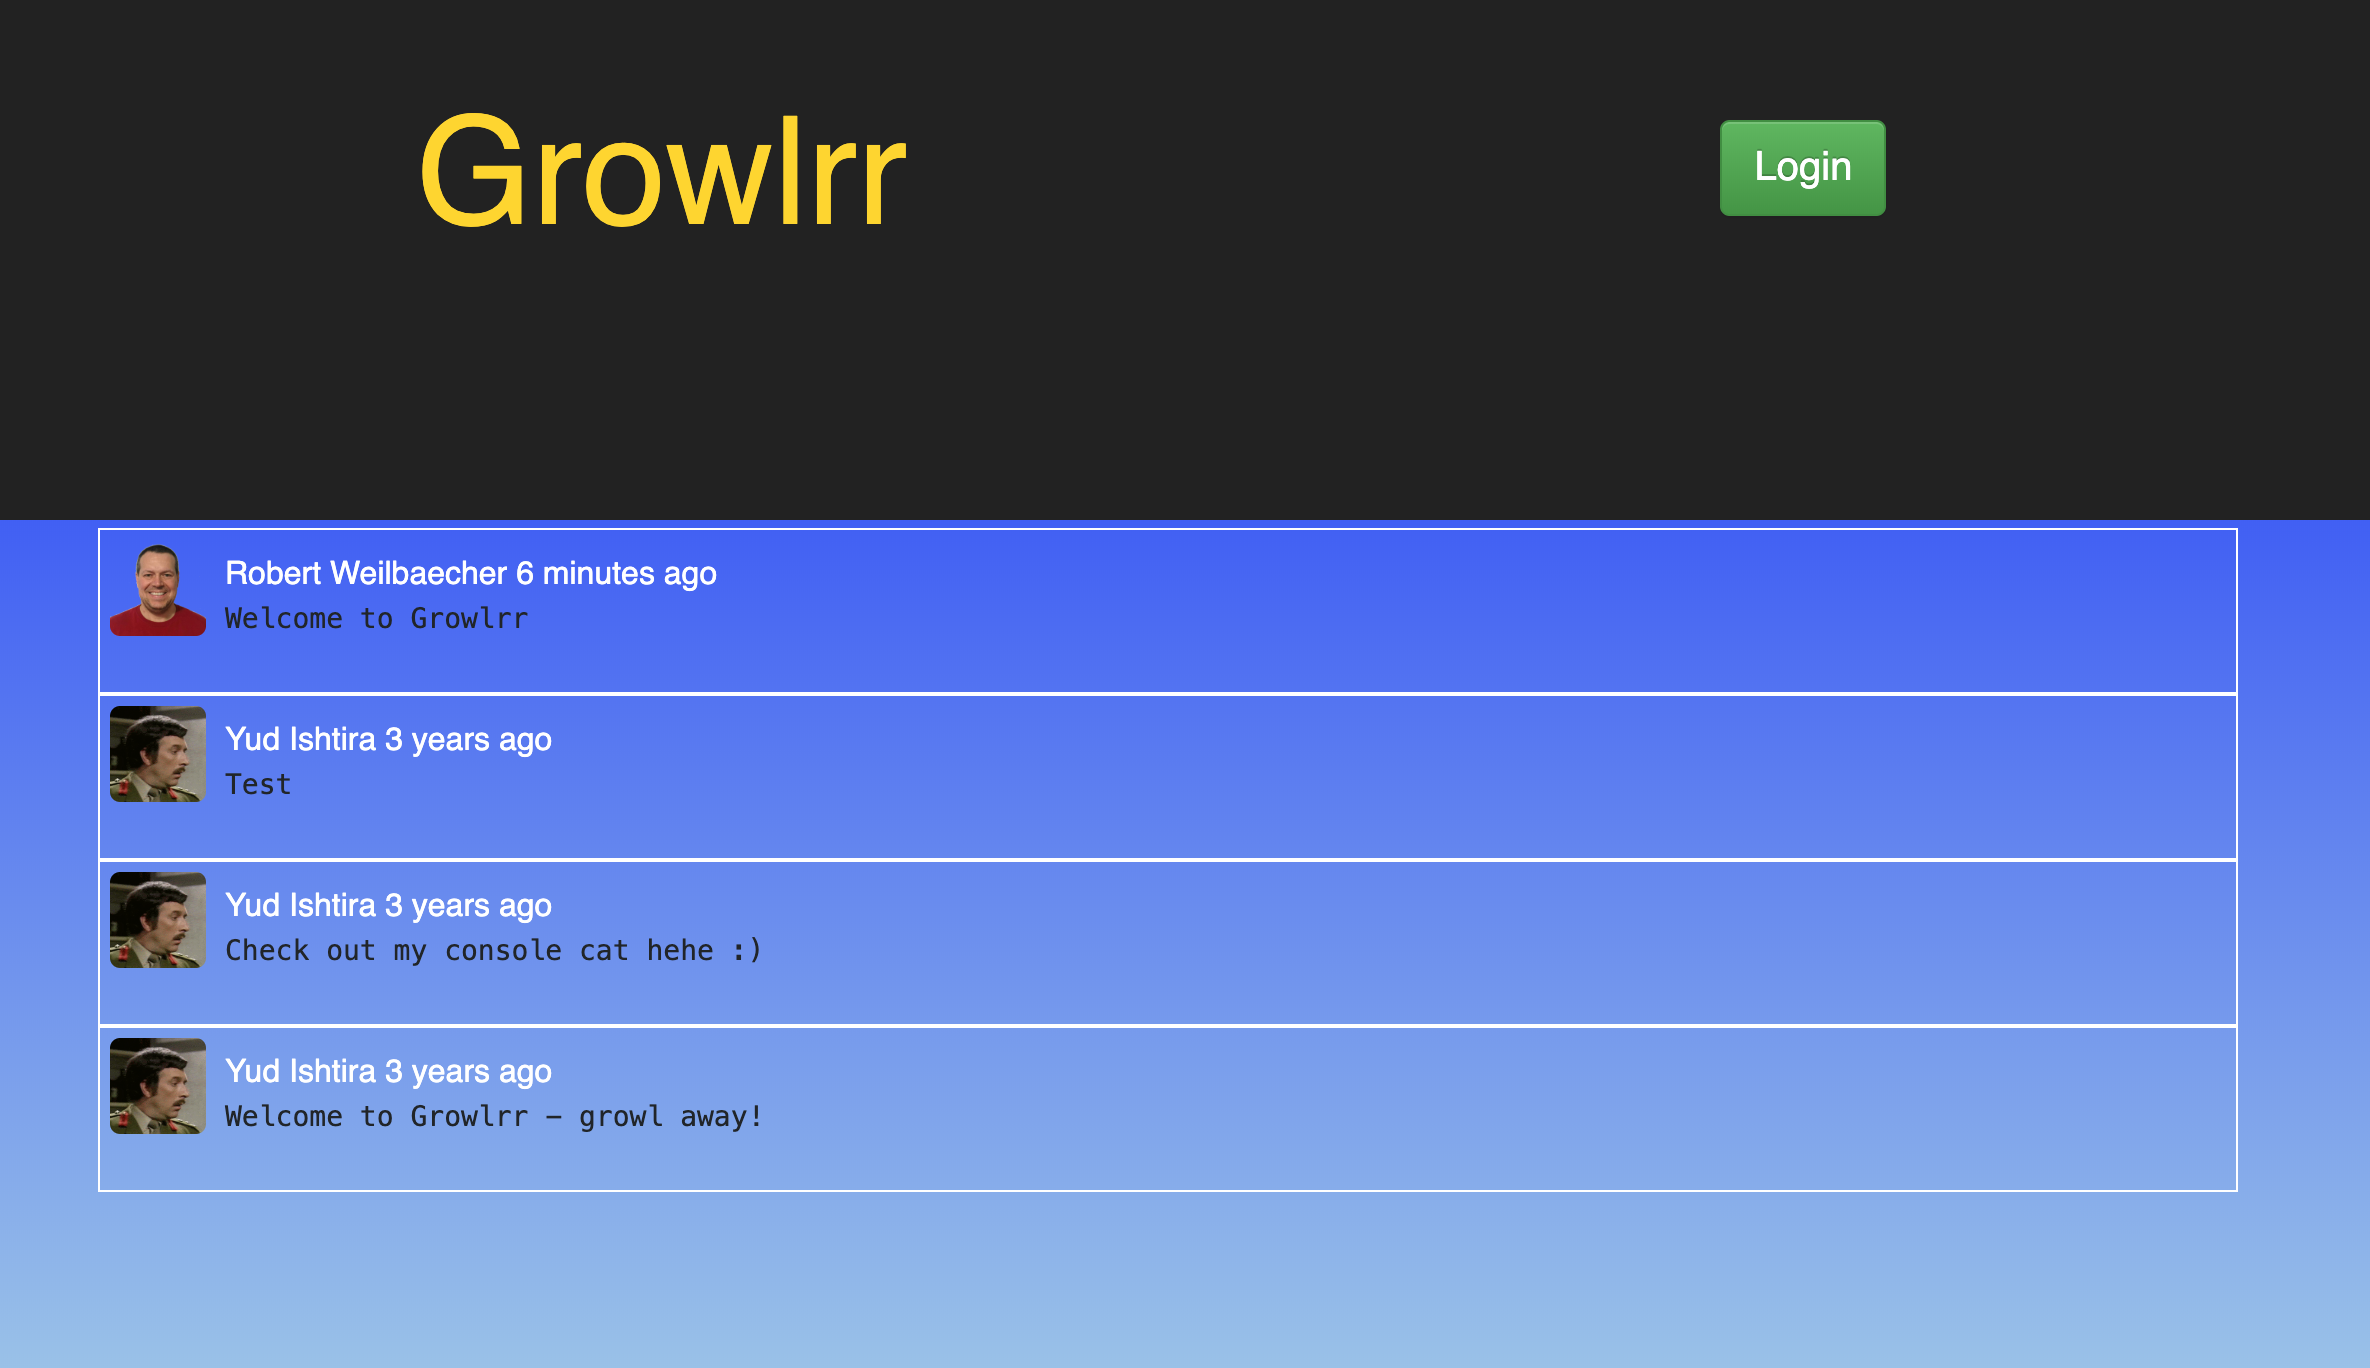 Growlrr
Login
Robert Weilbaecher 6 minutes ago
Welcome to Growlrr
Yud Ishtira 3 years ago
Test
Yud Ishtira 3 years ago
Check out my console cat hehe :)
Yud Ishtira 3 years ago
Welcome to Growlrr – growl away!